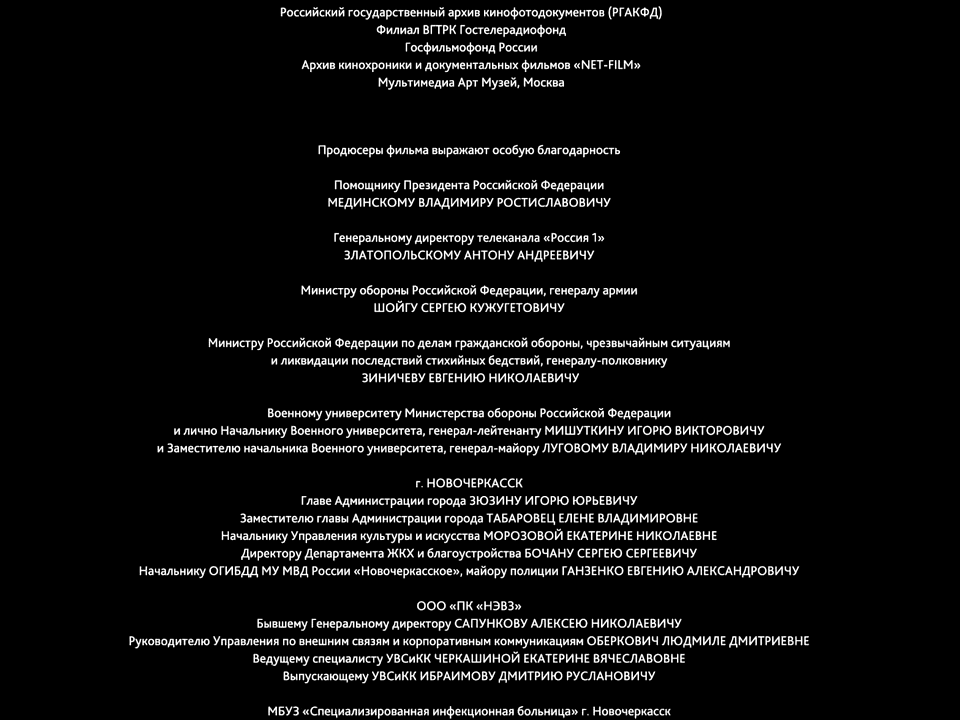 Российский государственный архив кинофотодокументов (РГАКФД)
Филиал ВГТРК Гостелерадиофонд
Госфильмофонд России
Архив кинохроники и документальных фильмов «NET-FILM»
Мультимедиа Арт Музей, Москва
Продюсеры фильма выражают особую благодарность
Помощнику Президента Российской Федерации
МЕДИНСКОМУ ВЛАДИМИРУ РОСТИСЛАВОВИЧУ
Генеральному директору телеканала «Россия 1»
ЗЛАТОПОЛЬСКОМУ АНТОНУ АНДРЕЕВИЧУ
Министру обороны Российской Федерации, генералу армии
ШОЙГУ СЕРГЕЮ КУЖУГЕТОВИЧУ
Министру Российской Федерации по делам гражданской обороны, чрезвычайным ситуациям
и ликвидации последствий стихийных бедствий, генералу-полковнику
ЗИНИЧЕВУ ЕВГЕНИЮ НИКОЛАЕВИЧУ
Военному университету Министерства обороны Российской Федерации
и лично Начальнику Военного университета, генерал-лейтенанту МИШУТКИНУ ИГОРЮ ВИКТОРОВИЧУ
и Заместителю начальника Военного университета, генерал-майору ЛУГОВОМУ ВЛАДИМИРУ НИКОЛАЕВИЧУ
г. НОВОЧЕРКАССК
Главе Администрации города ЗЮЗИНУ ИГОРЮ ЮРЬЕВИЧУ
Заместителю главы Администрации города ТАБАРОВЕЦ ЕЛЕНЕ ВЛАДИМИРОВНЕ
Начальнику Управления культуры и искусства МОРОЗОВОЙ ЕКАТЕРИНЕ НИКОЛАЕВНЕ
Директору Департамента ЖКХ и благоустройства БОЧАНУ СЕРГЕЮ СЕРГЕЕВИЧУ
Начальнику ОГИБДД МУ МВД России «Новочеркасское», майору полиции ГАНЗЕНКО ЕВГЕНИЮ АЛЕКСАНДРОВИЧУ
ООО «ПК «НЭВЗ»
Бывшему Генеральному директору САПУНКОВУ АЛЕКСЕЮ НИКОЛАЕВИЧУ
Руководителю Управления по внешним связям и корпоративным коммуникациям ОБЕРКОВИЧ ЛЮДМИЛЕ ДМИТРИЕВНЕ
Ведущему специалисту УВСиКК ЧЕРКАШИНОЙ ЕКАТЕРИНЕ ВЯЧЕСЛАВОВНЕ
Выпускающему УВСиКК ИБРАИМОВУ ДМИТРИЮ РУСЛАНОВИЧУ
МБУЗ «Специализированная инфекционная больница» г. Новочеркасск